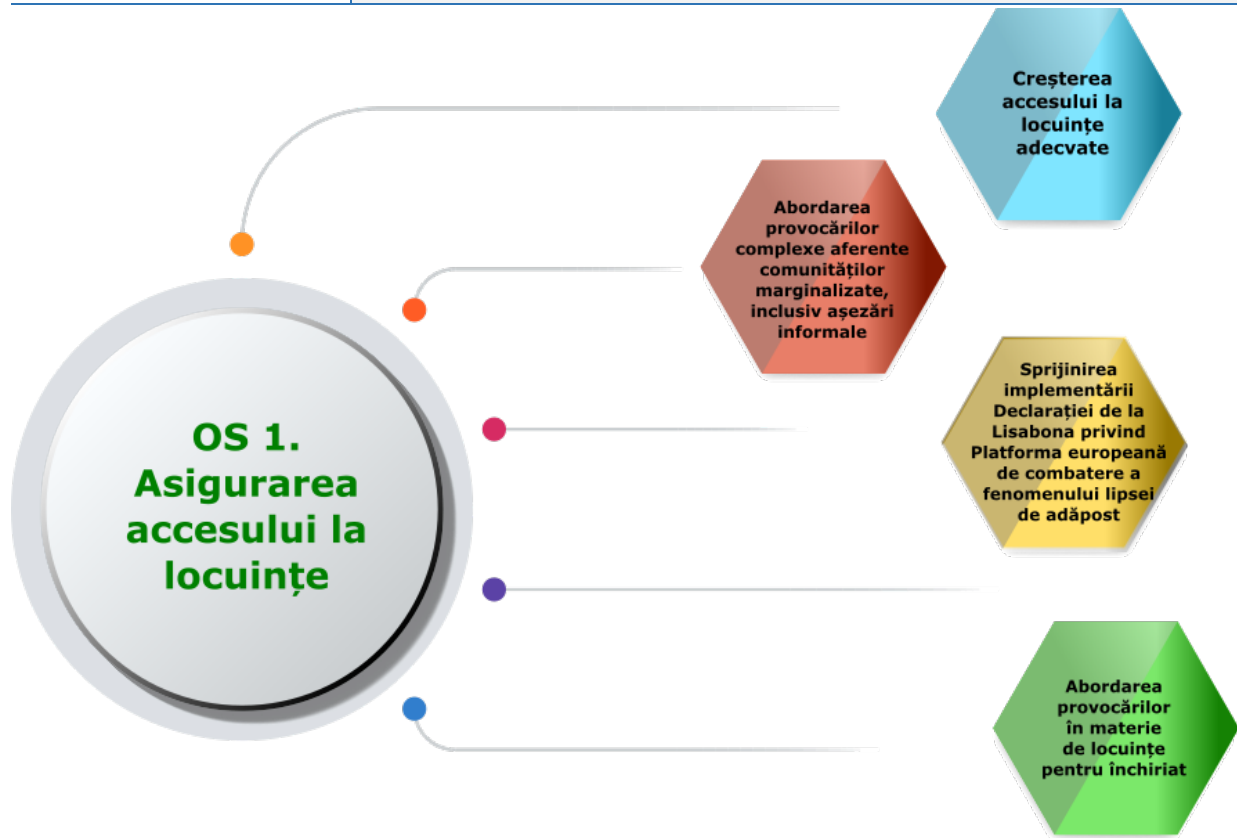 Creșterea
accesului la
locuințe
adecvate
Abordarea
provocărilor
complexe aferente
comunităților
marginalizate,
inclusiv așezări
informale
OS 1.
Asigurarea
accesului la
locuințe
Sprijinirea
implementării
Declarației de la
Lisabona privind
Platforma europeană
de combatere a
fenomenului lipsei
de adăpost
Abordarea
provocărilor
în materie
de locuințe
pentru închiriat